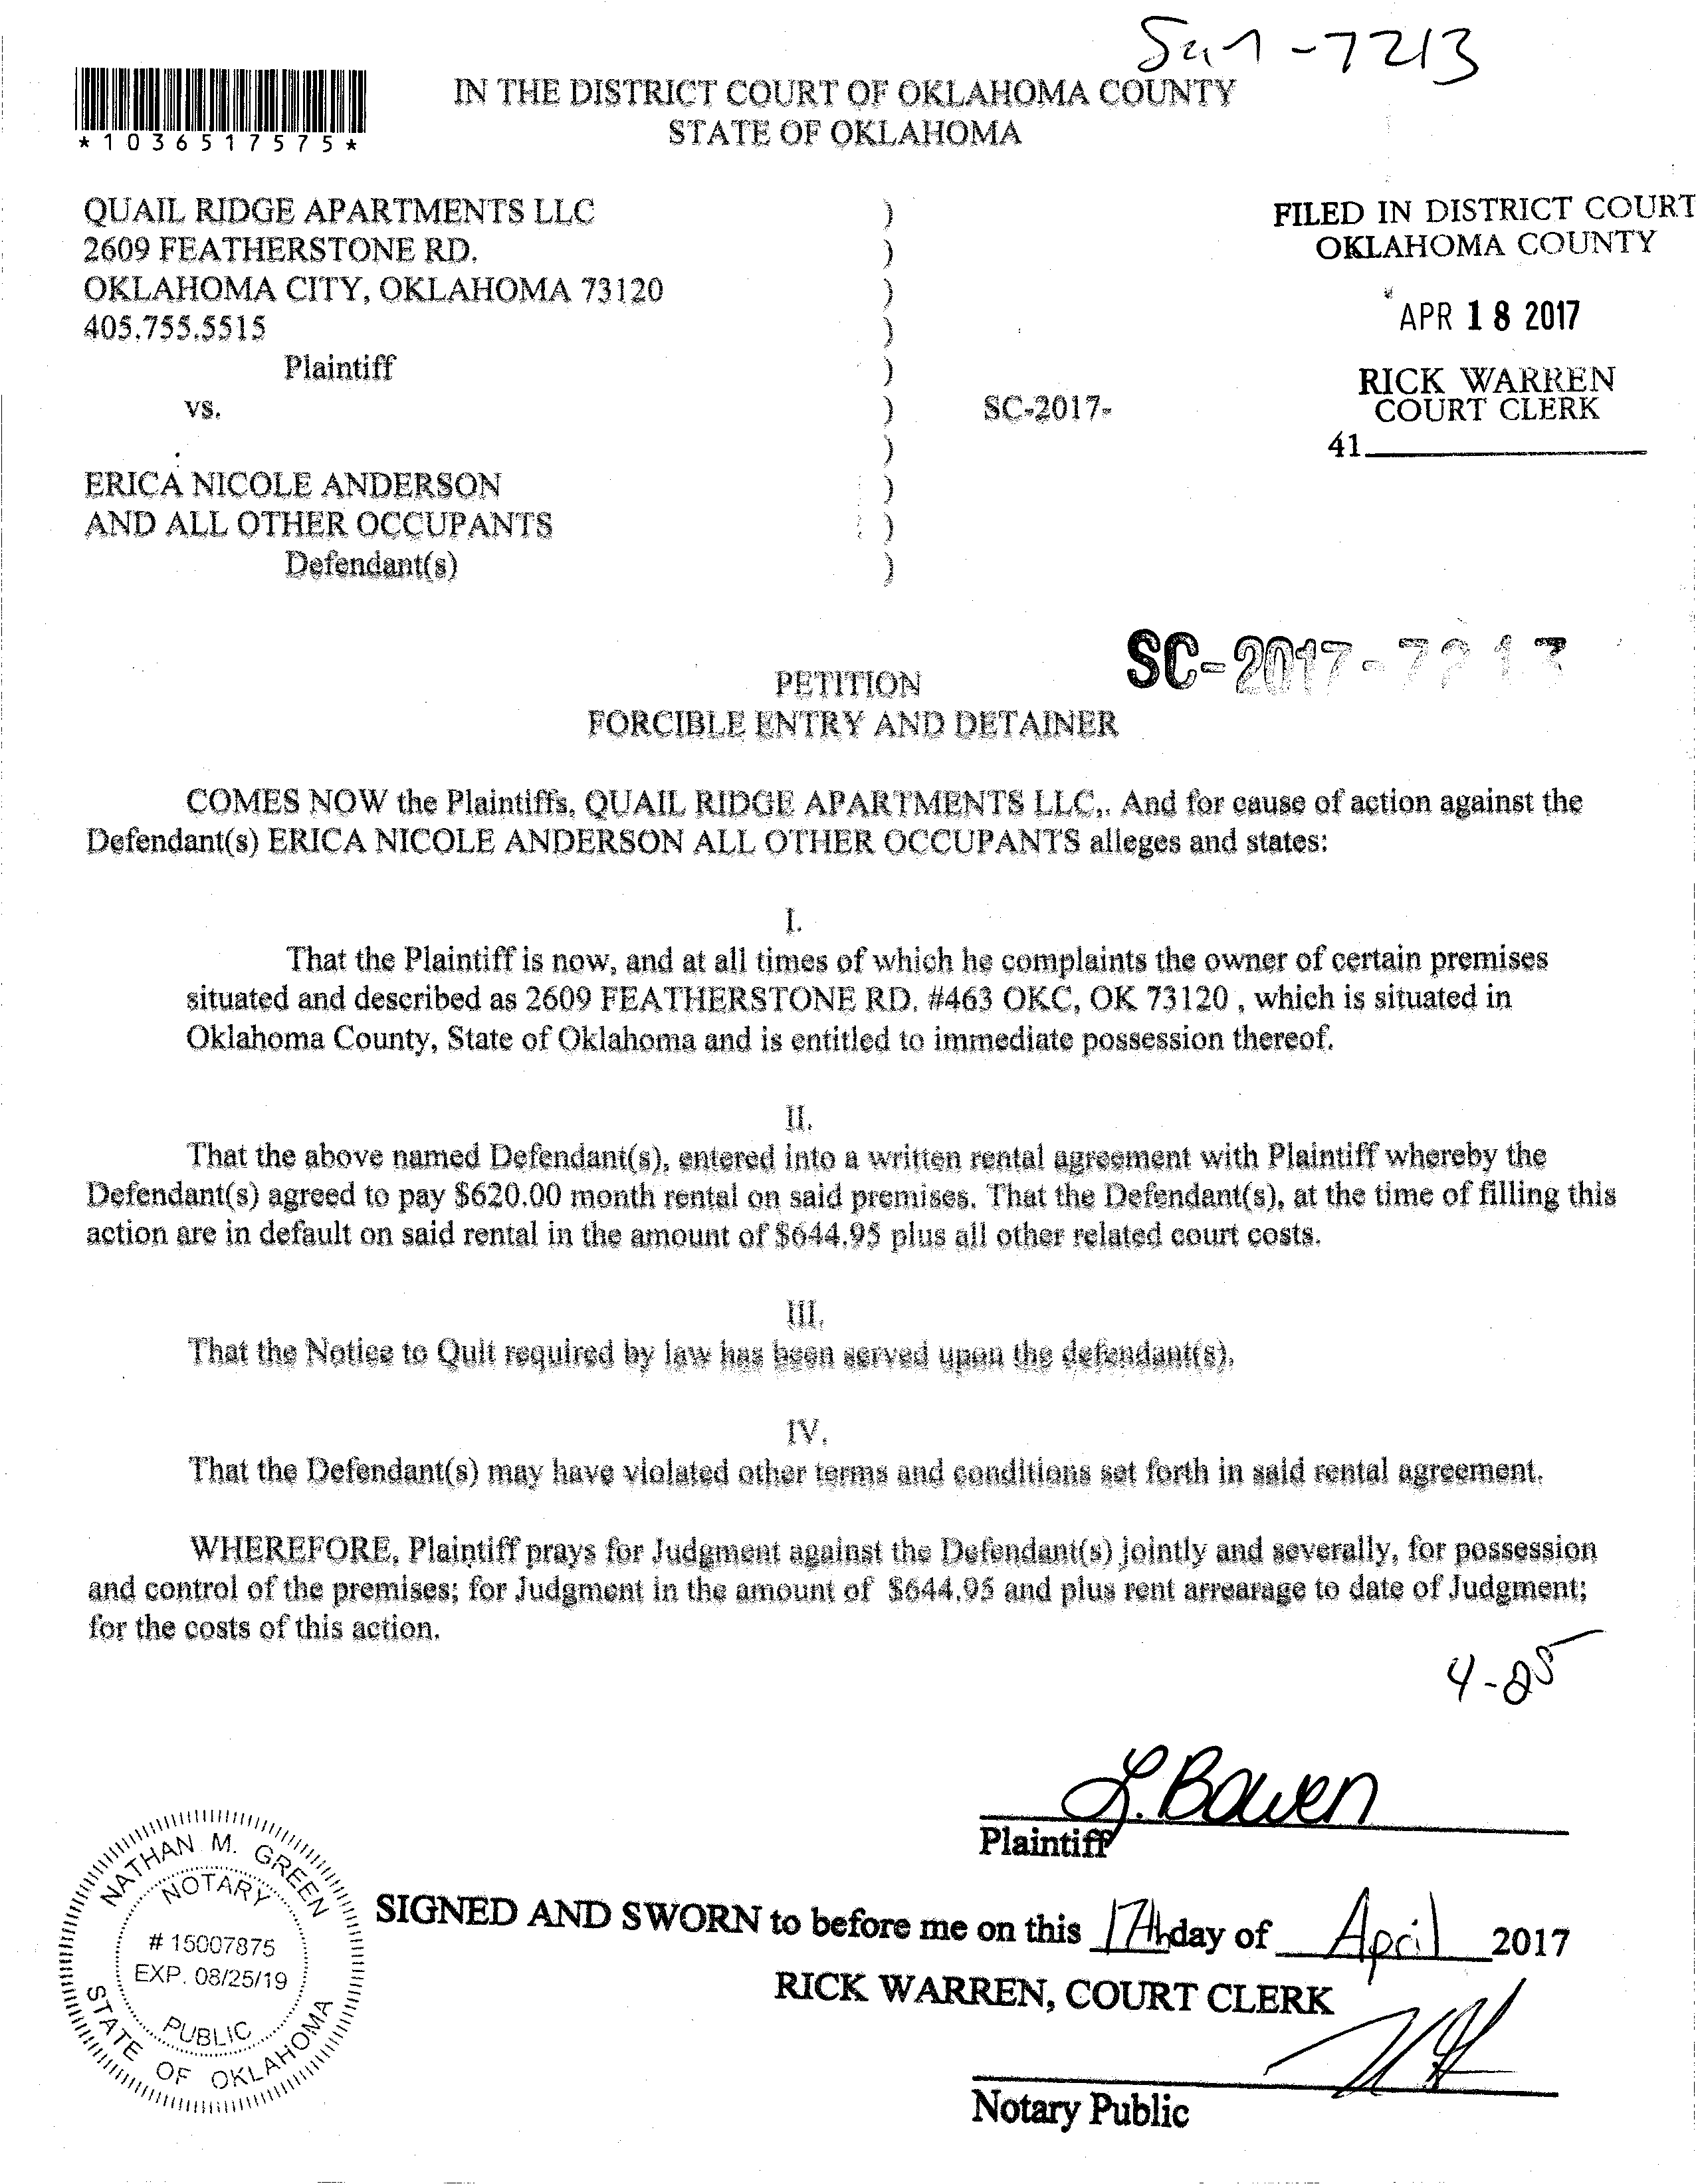 -7213
*1036517575*
IN THE DISTRICT COURT OF OKLAHOMA COUNTY
STATE OF OKLAHOMA
QUAIL RIDGE APARTMENTS LLC )
2609 FEATHERSTONE RD. )
OKLAHOMA CITY, OKLAHOMA 73120 )
405.755.5515 )
Plaintiff )
vs. ) SC-2017-
)
ERICA NICOLE ANDERSON )
AND ALL OTHER OCCUPANTS )
Defendant(s) )
FILED IN DISTRICT COURT
OKLAHOMA COUNTY
APR 18 2017
RICK WARREN
COURT CLERK
41
SC-2017-7213
PETITION
FORCIBLE ENTRY AND DETAINER
COMES NOW the Plaintiffs, QUAIL RIDGE APARTMENTS LLC,. And for cause of action against the
Defendant(s) ERICA NICOLE ANDERSON ALL OTHER OCCUPANTS alleges and states:
I.
That the Plaintiff is now, and at all times of which he complaints the owner of certain premises
situated and described as 2609 FEATHERSTONE RD. #463 OKC, OK 73120 , which is situated in
Oklahoma County, State of Oklahoma and is entitled to immediate possession thereof.
II.
That the above named Defendant(s), entered into a written rental agreement with Plaintiff whereby the
Defendant(s) agreed to pay $620.00 month rental on said premises. That the Defendant(s), at the time of filling this
action are in default on said rental in the amount of $644.95 plus all other related court costs.
III.
That the Notice to Quit required by law has been served upon the defendant(s).
IV.
That the Defendant(s) may have violated other terms and conditions set forth in said rental agreement.
WHEREFORE, Plaintiff prays for Judgment against the Defendant(s) jointly and severally, for possession
and control of the premises; for Judgment in the amount of $644.95 and plus rent arrearage to date of Judgment;
for the costs of this action.
4-25
L. Bowen
Plaintiff
NATHAN M. GREEN
NOTARY
# 15007875
EXP. 08/25/19
PUBLIC
STATE OF OKLAHOMA
SIGNED AND SWORN to before me on this 17th day of April 2017
RICK WARREN, COURT CLERK
Notary Public